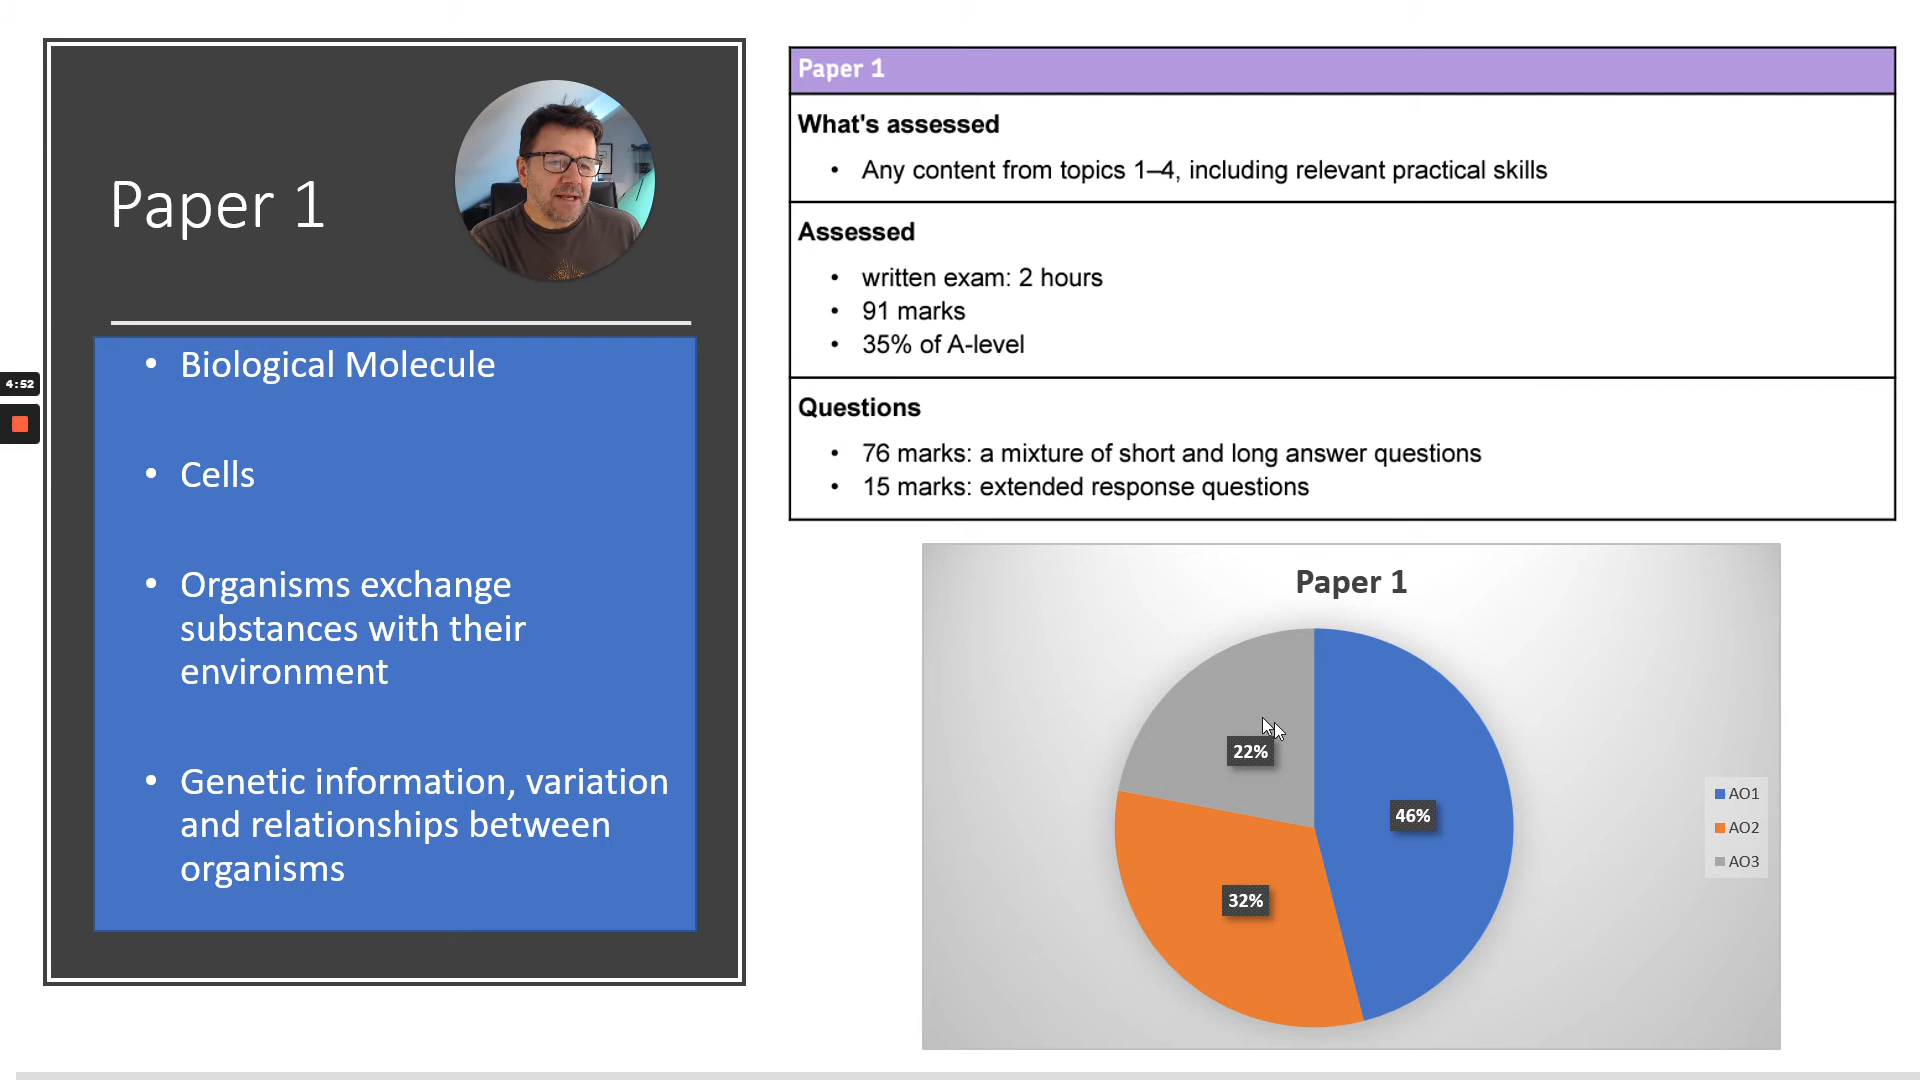 Paper 1
• Biological Molecule
• Cells
• Organisms exchange
substances with their
environment
• Genetic information, variation
and relationships between
organisms
4:52
Paper 1
What's assessed
• Any content from topics 1–4, including relevant practical skills
Assessed
• written exam: 2 hours
• 91 marks
• 35% of A-level
Questions
• 76 marks: a mixture of short and long answer questions
• 15 marks: extended response questions
Paper 1
22%
46%
32%
AO1
AO2
AO3